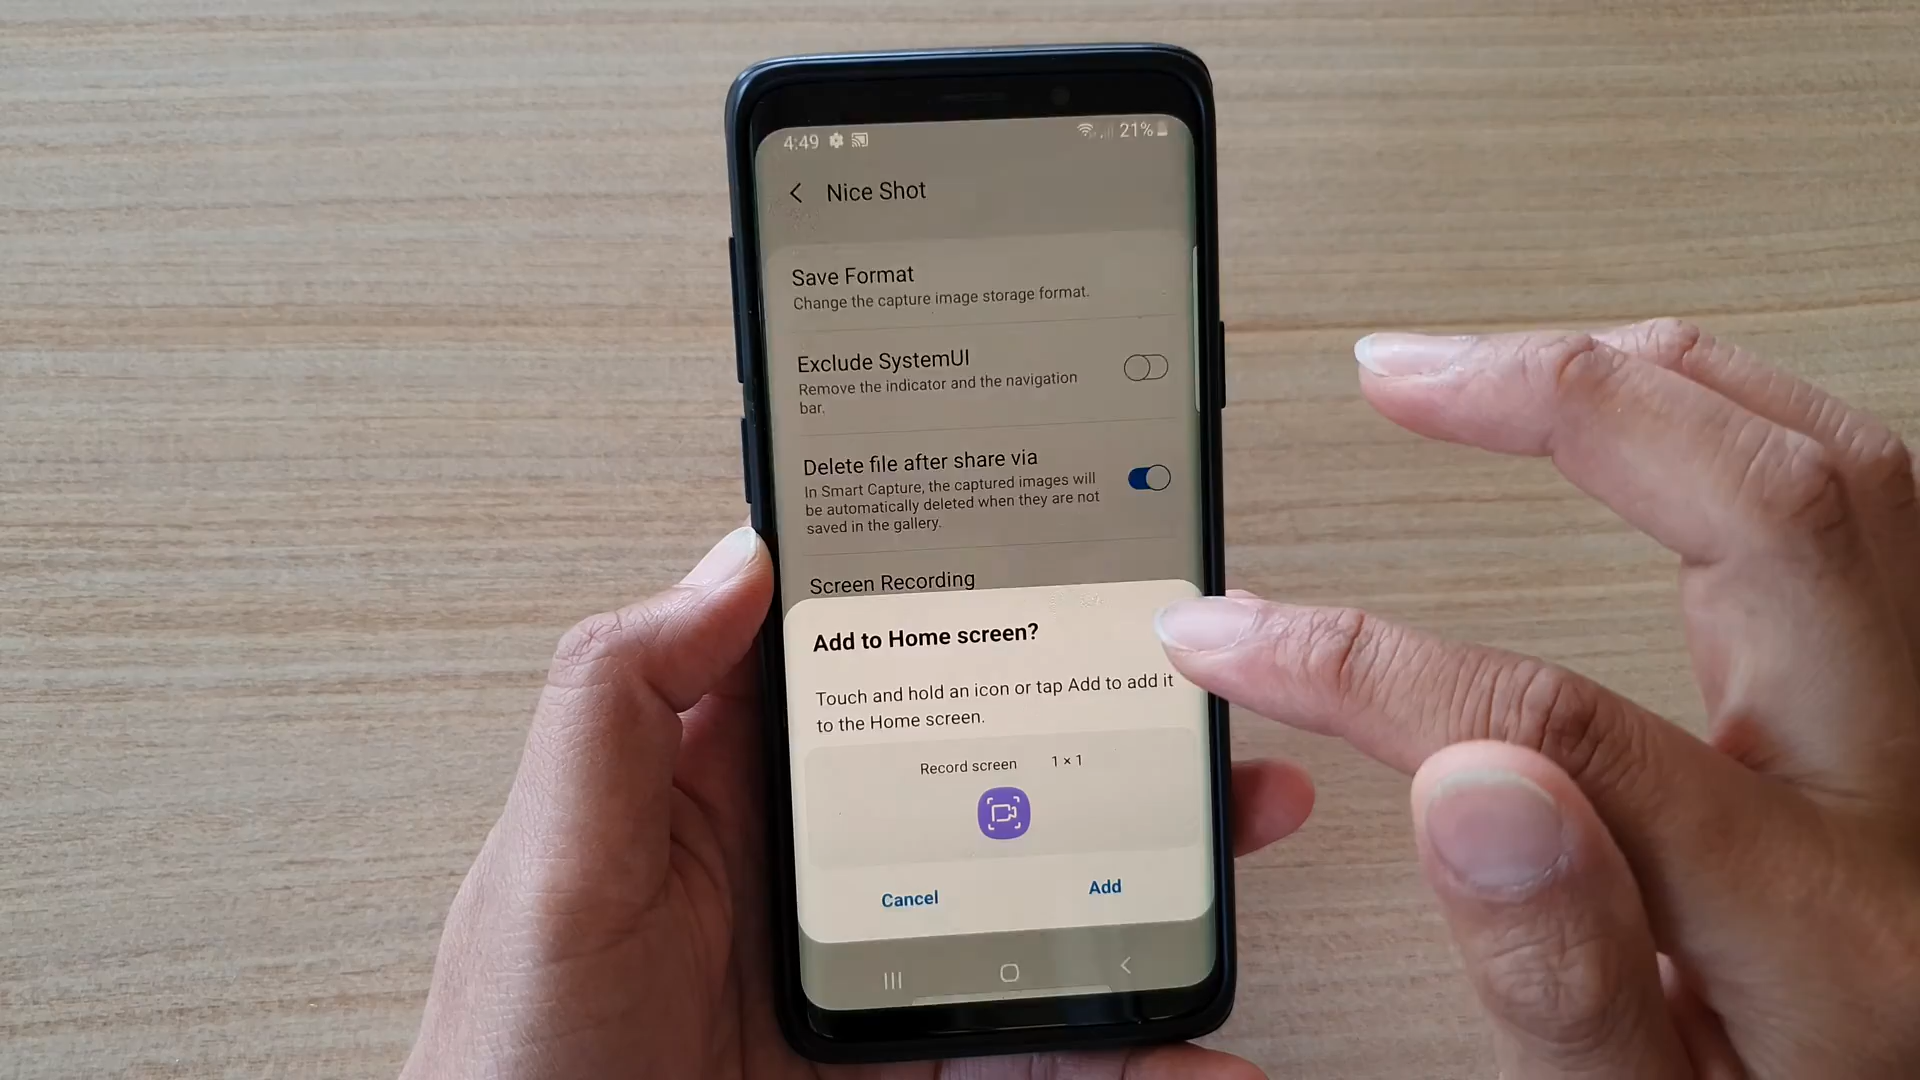 4:49
21%
Nice Shot
Save Format
Change the capture image storage format.
Exclude SystemUI
Remove the indicator and the navigation
bar.
Delete file after share via
In Smart Capture, the captured images will
be automatically deleted when they are not
saved in the gallery.
Screen Recording
Add to Home screen?
Touch and hold an icon or tap Add to add it
to the Home screen.
Record screen 1 × 1
Cancel Add